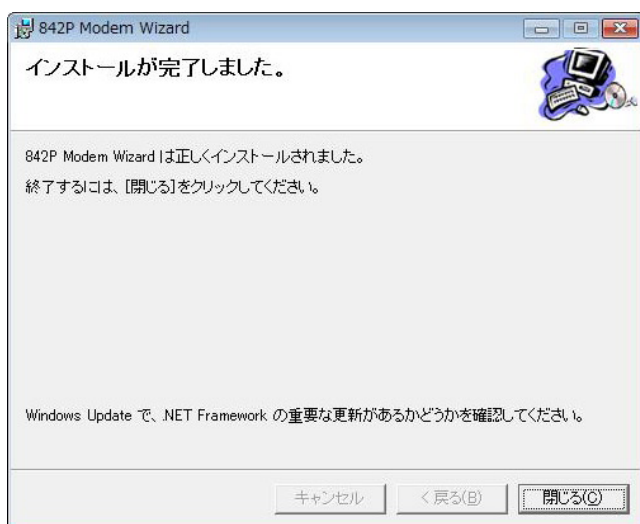 842P Modem Wizard
インストールが完了しました。
842P Modem Wizard は正しくインストールされました。
終了するには、[閉じる]をクリックしてください。
Windows Update で、.NET Framework の重要な更新があるかどうかを確認してください。
キャンセル
< 戻る(B)
閉じる(C)